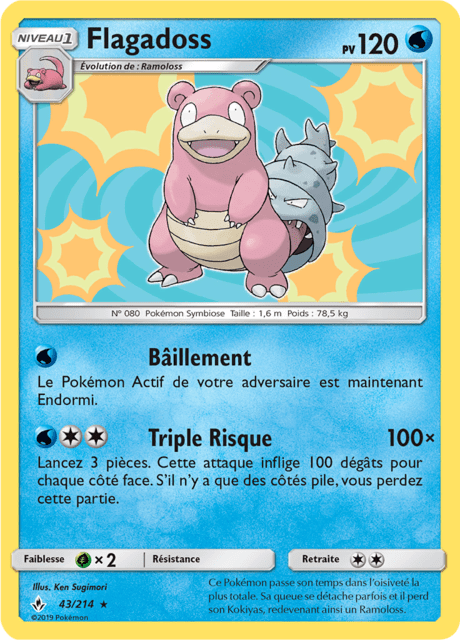 NIVEAU 1
Flagadoss
PV 120
Évolution de : Ramoloss
N° 080 Pokémon Symbiose Taille : 1,6 m Poids : 78,5 kg
Bâillement
Le Pokémon Actif de votre adversaire est maintenant
Endormi.
Triple Risque 100×
Lancez 3 pièces. Cette attaque inflige 100 dégâts pour
chaque côté face. S'il n'y a que des côtés pile, vous perdez
cette partie.
Faiblesse ×2 Résistance Retraite
Illus. Ken Sugimori
43/214 ★
©2019 Pokémon
Ce Pokémon passe son temps dans l'oisiveté la
plus totale. Sa queue se détache parfois et il perd
son Kokiyas, redevenant ainsi un Ramoloss.